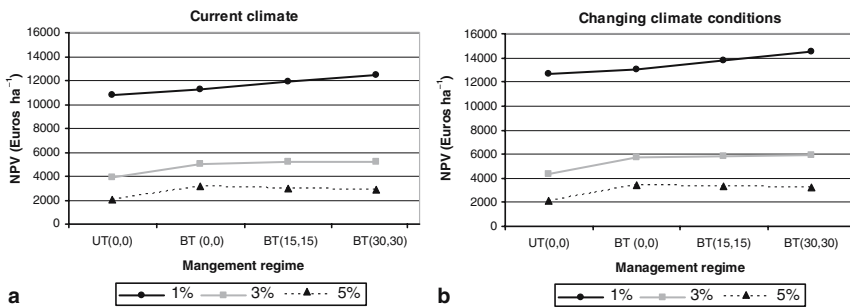 Current climate
16000
14000
12000
10000
8000
6000
4000
2000
0
NPV (Euros ha⁻¹)
UT(0,0) BT (0,0) BT(15,15) BT(30,30)
Mangement regime
a
1% 3% 5%
Changing climate conditions
16000
14000
12000
10000
8000
6000
4000
2000
0
NPV (Euros ha⁻¹)
UT(0,0) BT (0,0) BT(15,15) BT(30,30)
Management regime
b
1% 3% 5%